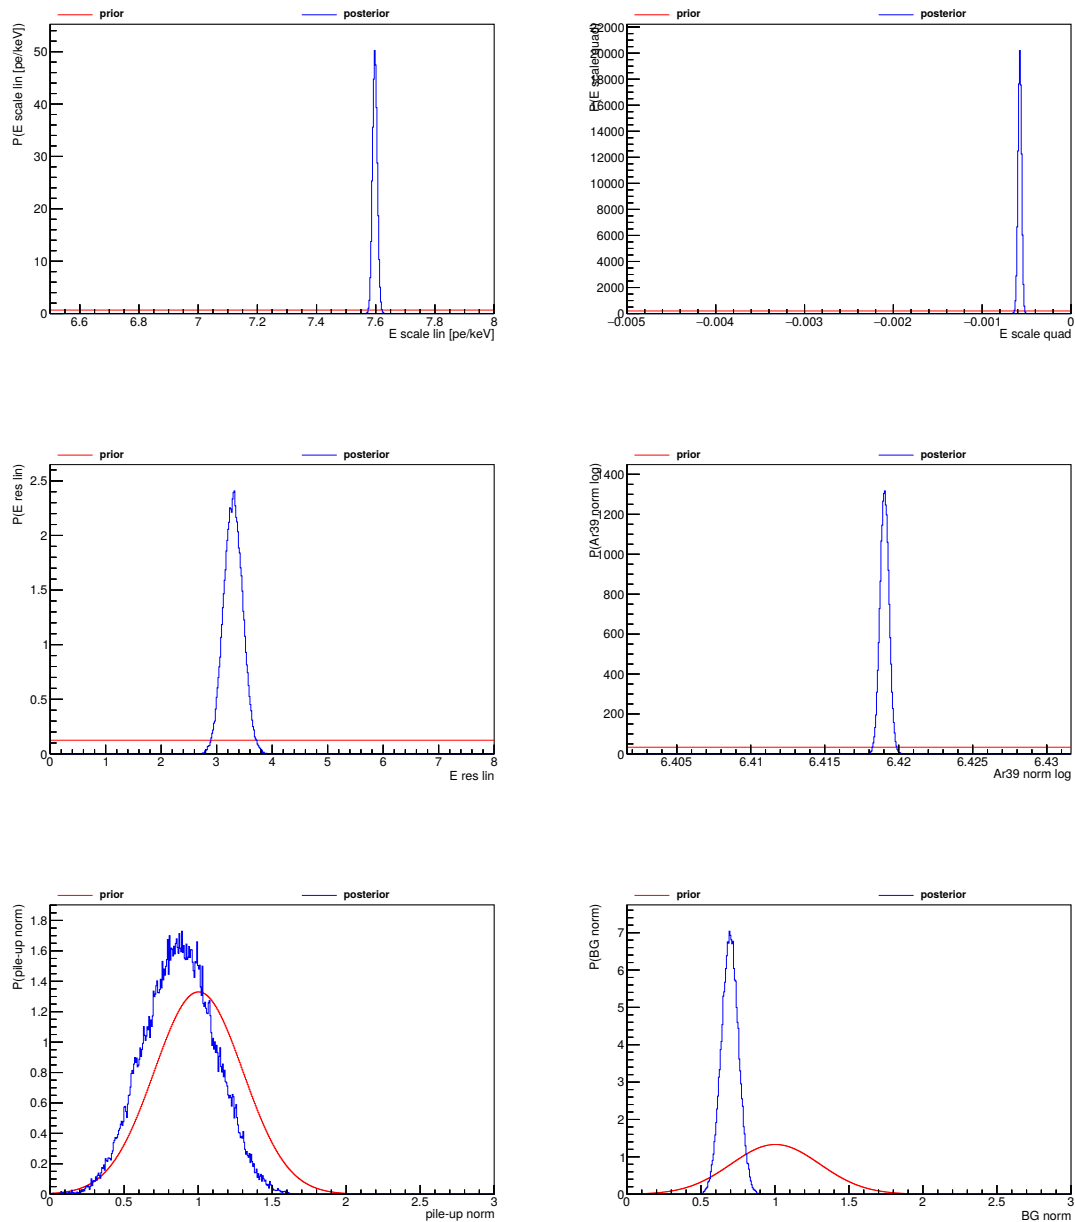 prior posterior
P(E scale lin [pe/keV])
50
40
30
20
10
0
6.6 6.8 7 7.2 7.4 7.6 7.8 8
E scale lin [pe/keV]
prior posterior
P(E scale quad)
22000
20000
18000
16000
14000
12000
10000
8000
6000
4000
2000
0
−0.005 −0.004 −0.003 −0.002 −0.001 0
E scale quad
prior posterior
P(E res lin)
2.5
2
1.5
1
0.5
0
0 1 2 3 4 5 6 7 8
E res lin
prior posterior
P(Ar39 norm log)
1400
1200
1000
800
600
400
200
0
6.405 6.41 6.415 6.42 6.425 6.43
Ar39 norm log
prior posterior
P(pile-up norm)
1.8
1.6
1.4
1.2
1
0.8
0.6
0.4
0.2
0
0 0.5 1 1.5 2 2.5 3
pile-up norm
prior posterior
P(BG norm)
7
6
5
4
3
2
1
0
0 0.5 1 1.5 2 2.5 3
BG norm